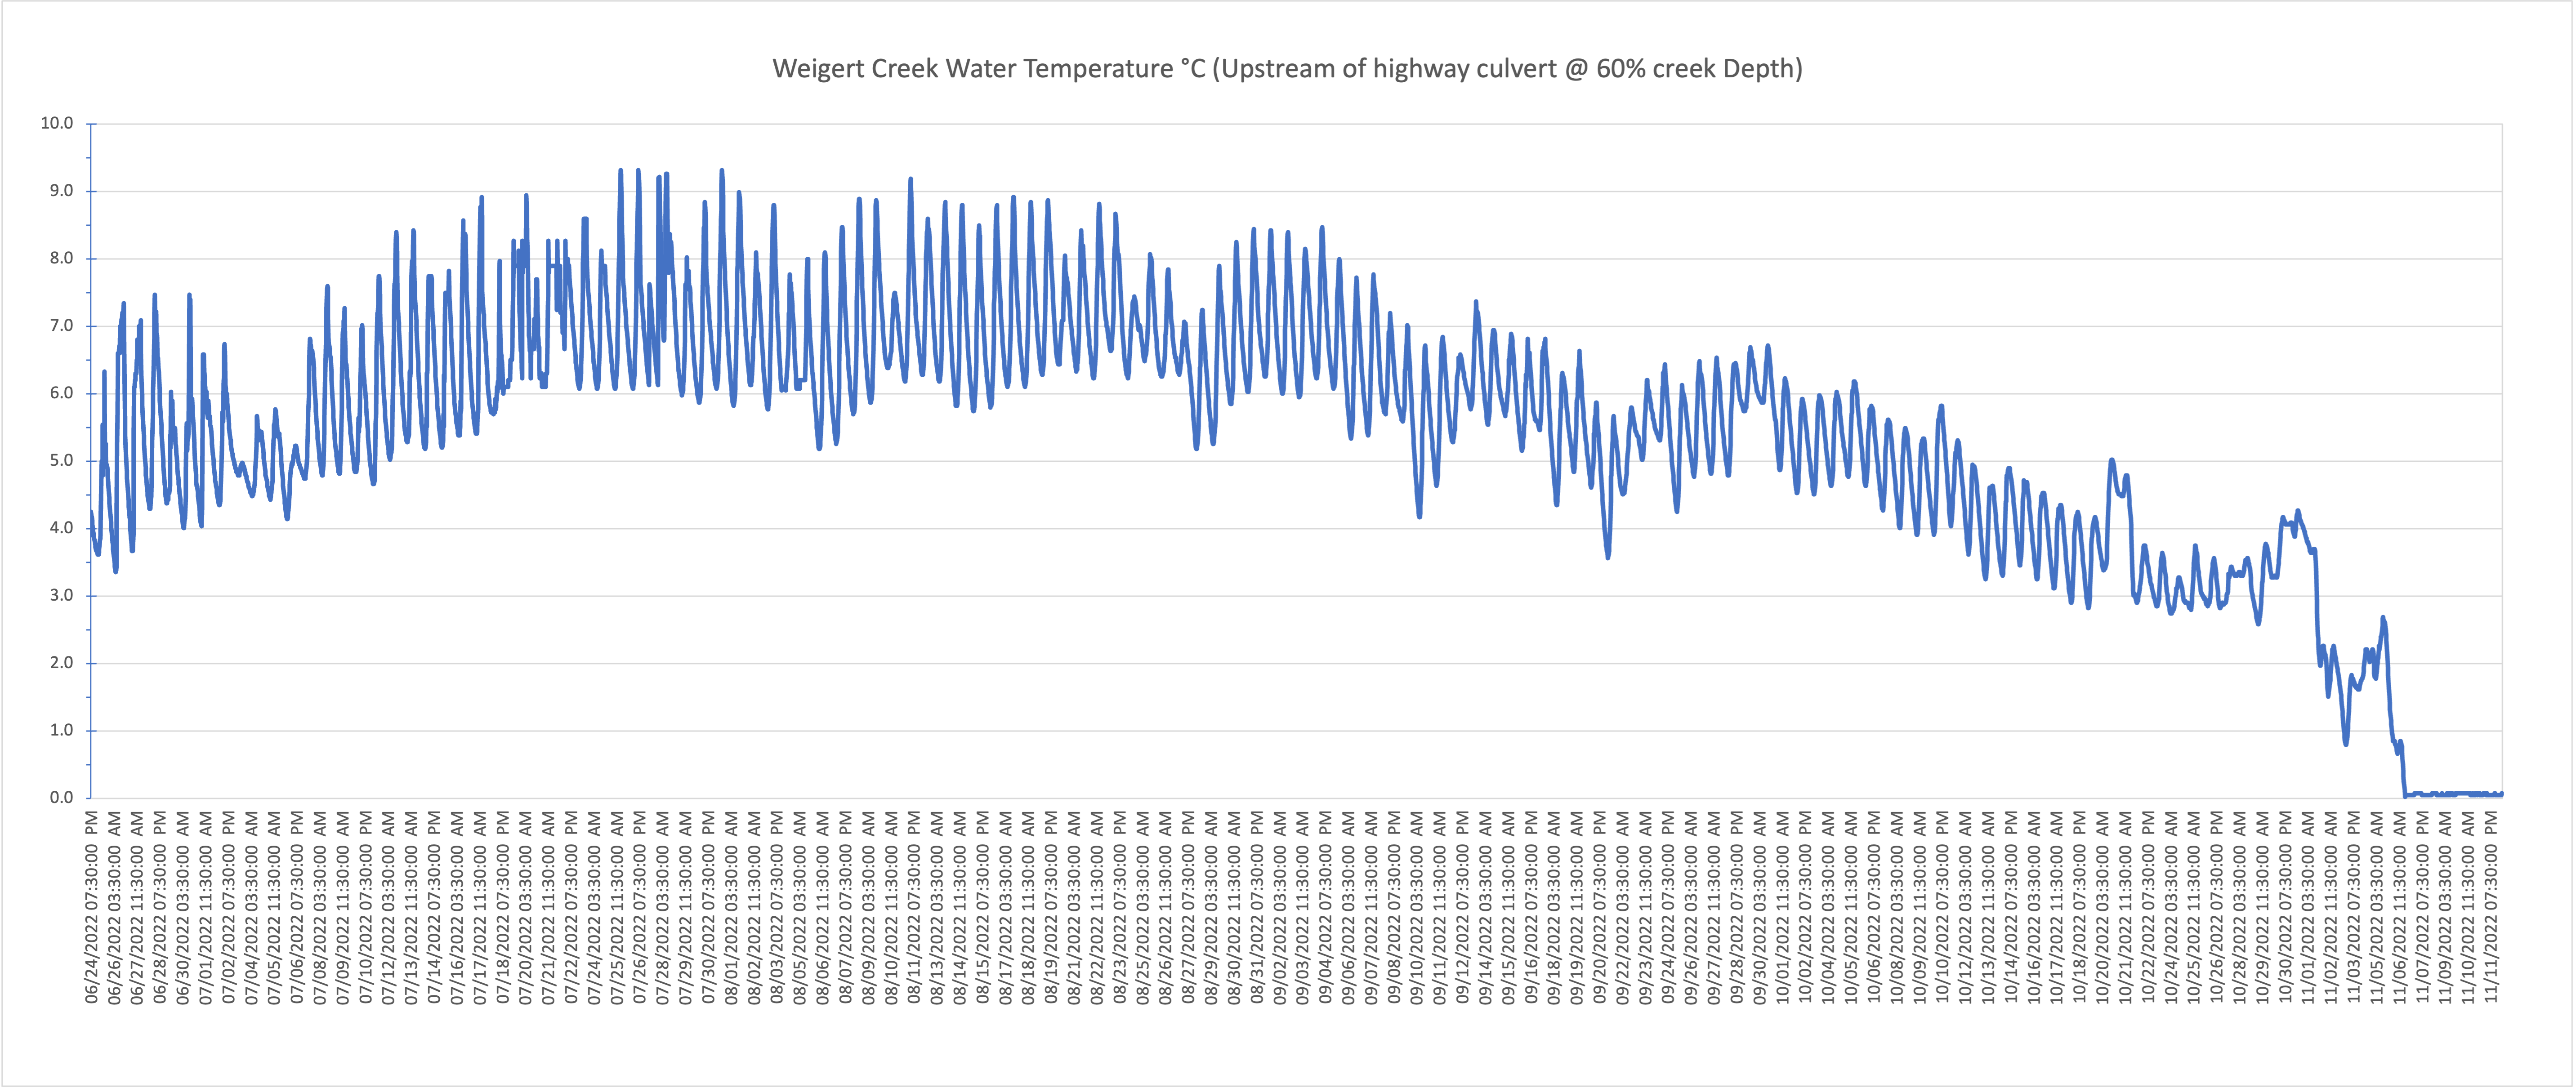 Weigert Creek Water Temperature °C (Upstream of highway culvert @ 60% creek Depth)
10.0
9.0
8.0
7.0
6.0
5.0
4.0
3.0
2.0
1.0
0.0
06/24/2022 07:30:00 PM
06/26/2022 03:30:00 AM
06/27/2022 11:30:00 AM
06/28/2022 07:30:00 PM
06/30/2022 03:30:00 AM
07/01/2022 11:30:00 AM
07/02/2022 07:30:00 PM
07/04/2022 03:30:00 AM
07/05/2022 11:30:00 AM
07/06/2022 07:30:00 PM
07/08/2022 03:30:00 AM
07/09/2022 11:30:00 AM
07/10/2022 07:30:00 PM
07/12/2022 03:30:00 AM
07/13/2022 11:30:00 AM
07/14/2022 07:30:00 PM
07/16/2022 03:30:00 AM
07/17/2022 11:30:00 AM
07/18/2022 07:30:00 PM
07/20/2022 03:30:00 AM
07/21/2022 11:30:00 AM
07/22/2022 07:30:00 PM
07/24/2022 03:30:00 AM
07/25/2022 11:30:00 AM
07/26/2022 07:30:00 PM
07/28/2022 03:30:00 AM
07/29/2022 11:30:00 AM
07/30/2022 07:30:00 PM
08/01/2022 03:30:00 AM
08/02/2022 11:30:00 AM
08/03/2022 07:30:00 PM
08/05/2022 03:30:00 AM
08/06/2022 11:30:00 AM
08/07/2022 07:30:00 PM
08/09/2022 03:30:00 AM
08/10/2022 11:30:00 AM
08/11/2022 07:30:00 PM
08/13/2022 03:30:00 AM
08/14/2022 11:30:00 AM
08/15/2022 07:30:00 PM
08/17/2022 03:30:00 AM
08/18/2022 11:30:00 AM
08/19/2022 07:30:00 PM
08/21/2022 03:30:00 AM
08/22/2022 11:30:00 AM
08/23/2022 07:30:00 PM
08/25/2022 03:30:00 AM
08/26/2022 11:30:00 AM
08/27/2022 07:30:00 PM
08/29/2022 03:30:00 AM
08/30/2022 11:30:00 AM
08/31/2022 07:30:00 PM
09/02/2022 03:30:00 AM
09/03/2022 11:30:00 AM
09/04/2022 07:30:00 PM
09/06/2022 03:30:00 AM
09/07/2022 11:30:00 AM
09/08/2022 07:30:00 PM
09/10/2022 03:30:00 AM
09/11/2022 11:30:00 AM
09/12/2022 07:30:00 PM
09/14/2022 03:30:00 AM
09/15/2022 11:30:00 AM
09/16/2022 07:30:00 PM
09/18/2022 03:30:00 AM
09/19/2022 11:30:00 AM
09/20/2022 07:30:00 PM
09/22/2022 03:30:00 AM
09/23/2022 11:30:00 AM
09/24/2022 07:30:00 PM
09/26/2022 03:30:00 AM
09/27/2022 11:30:00 AM
09/28/2022 07:30:00 PM
09/30/2022 03:30:00 AM
10/01/2022 11:30:00 AM
10/02/2022 07:30:00 PM
10/04/2022 03:30:00 AM
10/05/2022 11:30:00 AM
10/06/2022 07:30:00 PM
10/08/2022 03:30:00 AM
10/09/2022 11:30:00 AM
10/10/2022 07:30:00 PM
10/12/2022 03:30:00 AM
10/13/2022 11:30:00 AM
10/14/2022 07:30:00 PM
10/16/2022 03:30:00 AM
10/17/2022 11:30:00 AM
10/18/2022 07:30:00 PM
10/20/2022 03:30:00 AM
10/21/2022 11:30:00 AM
10/22/2022 07:30:00 PM
10/24/2022 03:30:00 AM
10/25/2022 11:30:00 AM
10/26/2022 07:30:00 PM
10/28/2022 03:30:00 AM
10/29/2022 11:30:00 AM
10/30/2022 07:30:00 PM
11/01/2022 03:30:00 AM
11/02/2022 11:30:00 AM
11/03/2022 07:30:00 PM
11/05/2022 03:30:00 AM
11/06/2022 11:30:00 AM
11/07/2022 07:30:00 PM
11/09/2022 03:30:00 AM
11/10/2022 11:30:00 AM
11/11/2022 07:30:00 PM